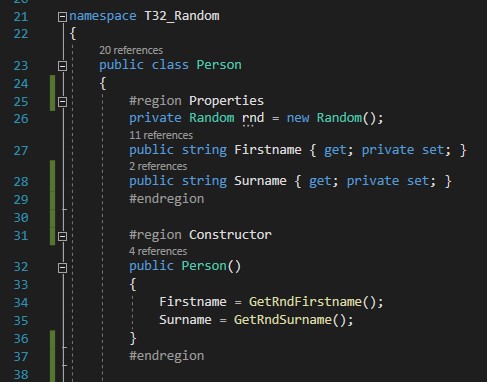 21 namespace T32_Random
22 {
20 references
23 public class Person
24 {
25 #region Properties
26 private Random rnd = new Random();
11 references
27 public string Firstname { get; private set; }
2 references
28 public string Surname { get; private set; }
29 #endregion
30
31 #region Constructor
4 references
32 public Person()
33 {
34 Firstname = GetRndFirstname();
35 Surname = GetRndSurname();
36 }
37 #endregion
38